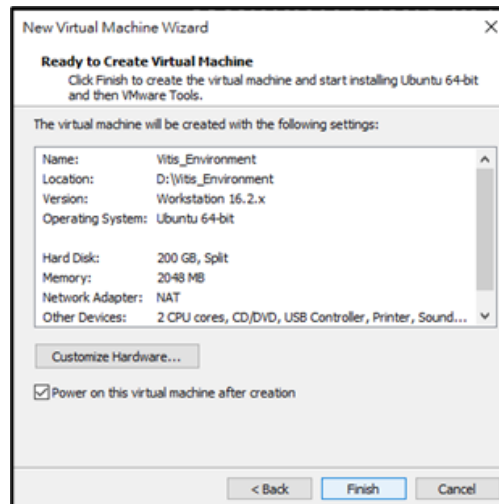 New Virtual Machine Wizard
Ready to Create Virtual Machine
Click Finish to create the virtual machine and start installing Ubuntu 64-bit
and then VMware Tools.
The virtual machine will be created with the following settings:
Name: Vitis_Environment
Location: D:\Vitis_Environment
Version: Workstation 16.2.x
Operating System: Ubuntu 64-bit
Hard Disk: 200 GB, Split
Memory: 2048 MB
Network Adapter: NAT
Other Devices: 2 CPU cores, CD/DVD, USB Controller, Printer, Sound...
Customize Hardware...
Power on this virtual machine after creation
< Back Finish Cancel